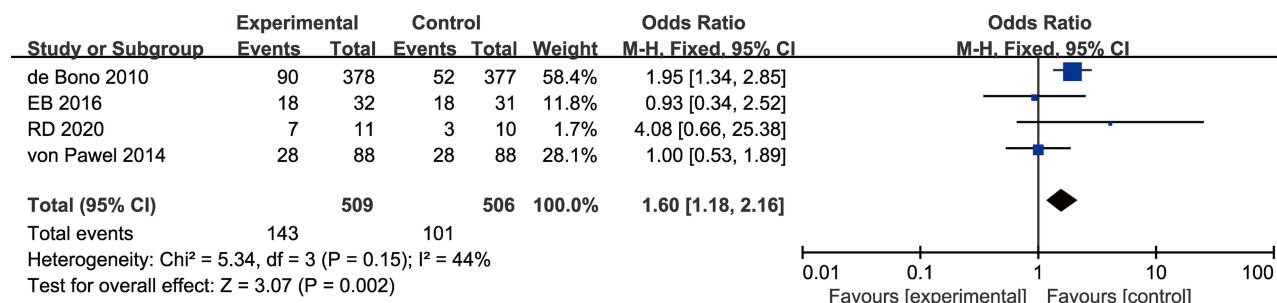 Experimental Control Odds Ratio Odds Ratio
Study or Subgroup Events Total Events Total Weight M-H, Fixed, 95% CI M-H, Fixed, 95% CI
de Bono 2010 90 378 52 377 58.4% 1.95 [1.34, 2.85]
EB 2016 18 32 18 31 11.8% 0.93 [0.34, 2.52]
RD 2020 7 11 3 10 1.7% 4.08 [0.66, 25.38]
von Pawel 2014 28 88 28 88 28.1% 1.00 [0.53, 1.89]
Total (95% CI) 509 506 100.0% 1.60 [1.18, 2.16]
Total events 143 101
Heterogeneity: Chi² = 5.34, df = 3 (P = 0.15); I² = 44%
Test for overall effect: Z = 3.07 (P = 0.002)
0.01 0.1 1 10 100
Favours [experimental] Favours [control]